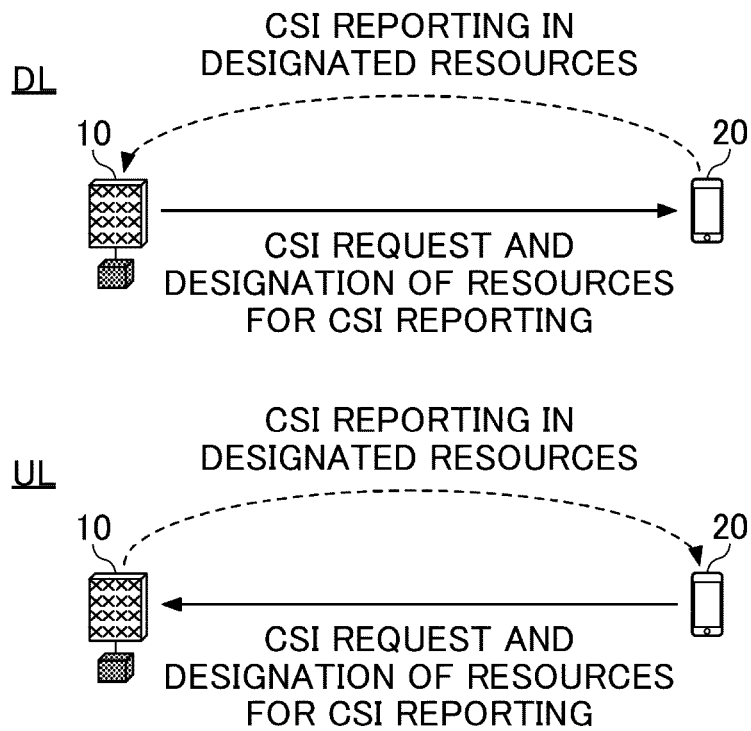 CSI REPORTING IN
DESIGNATED RESOURCES
DL
10
20
CSI REQUEST AND
DESIGNATION OF RESOURCES
FOR CSI REPORTING
CSI REPORTING IN
DESIGNATED RESOURCES
UL
10
20
CSI REQUEST AND
DESIGNATION OF RESOURCES
FOR CSI REPORTING